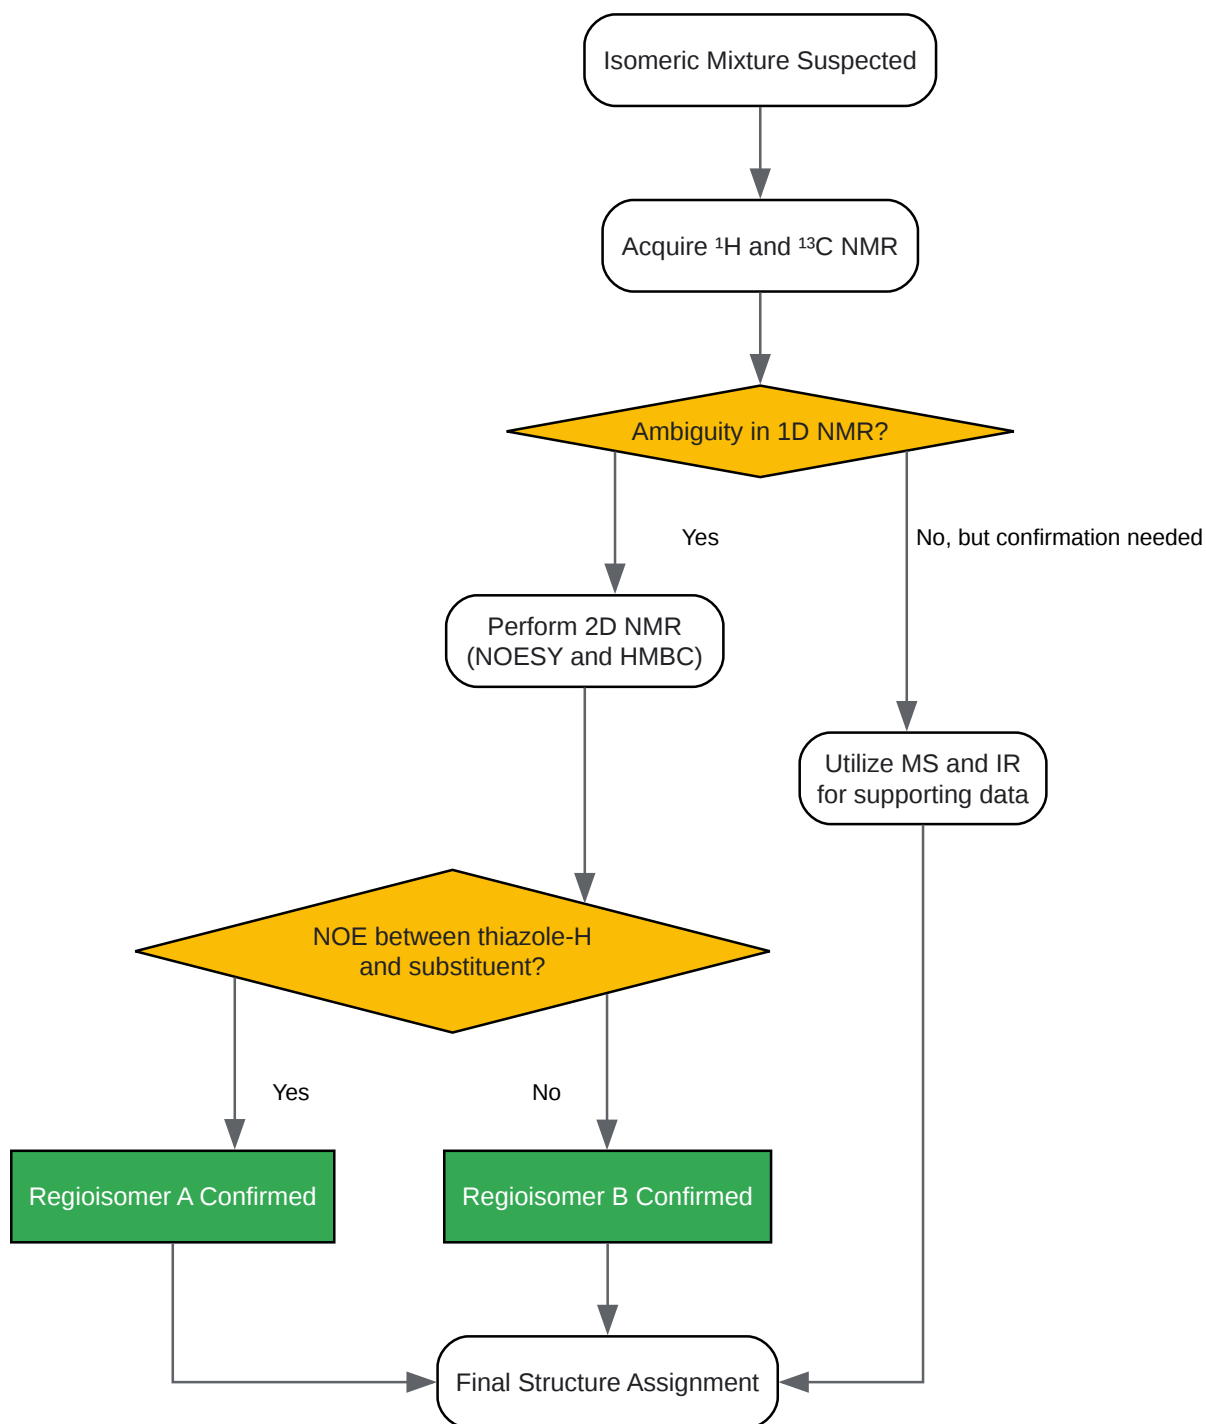 Isomeric Mixture Suspected
Acquire ¹H and ¹³C NMR
Ambiguity in 1D NMR?
Yes
No, but confirmation needed
Perform 2D NMR
(NOESY and HMBC)
Utilize MS and IR
for supporting data
NOE between thiazole-H
and substituent?
Yes
No
Regioisomer A Confirmed
Regioisomer B Confirmed
Final Structure Assignment